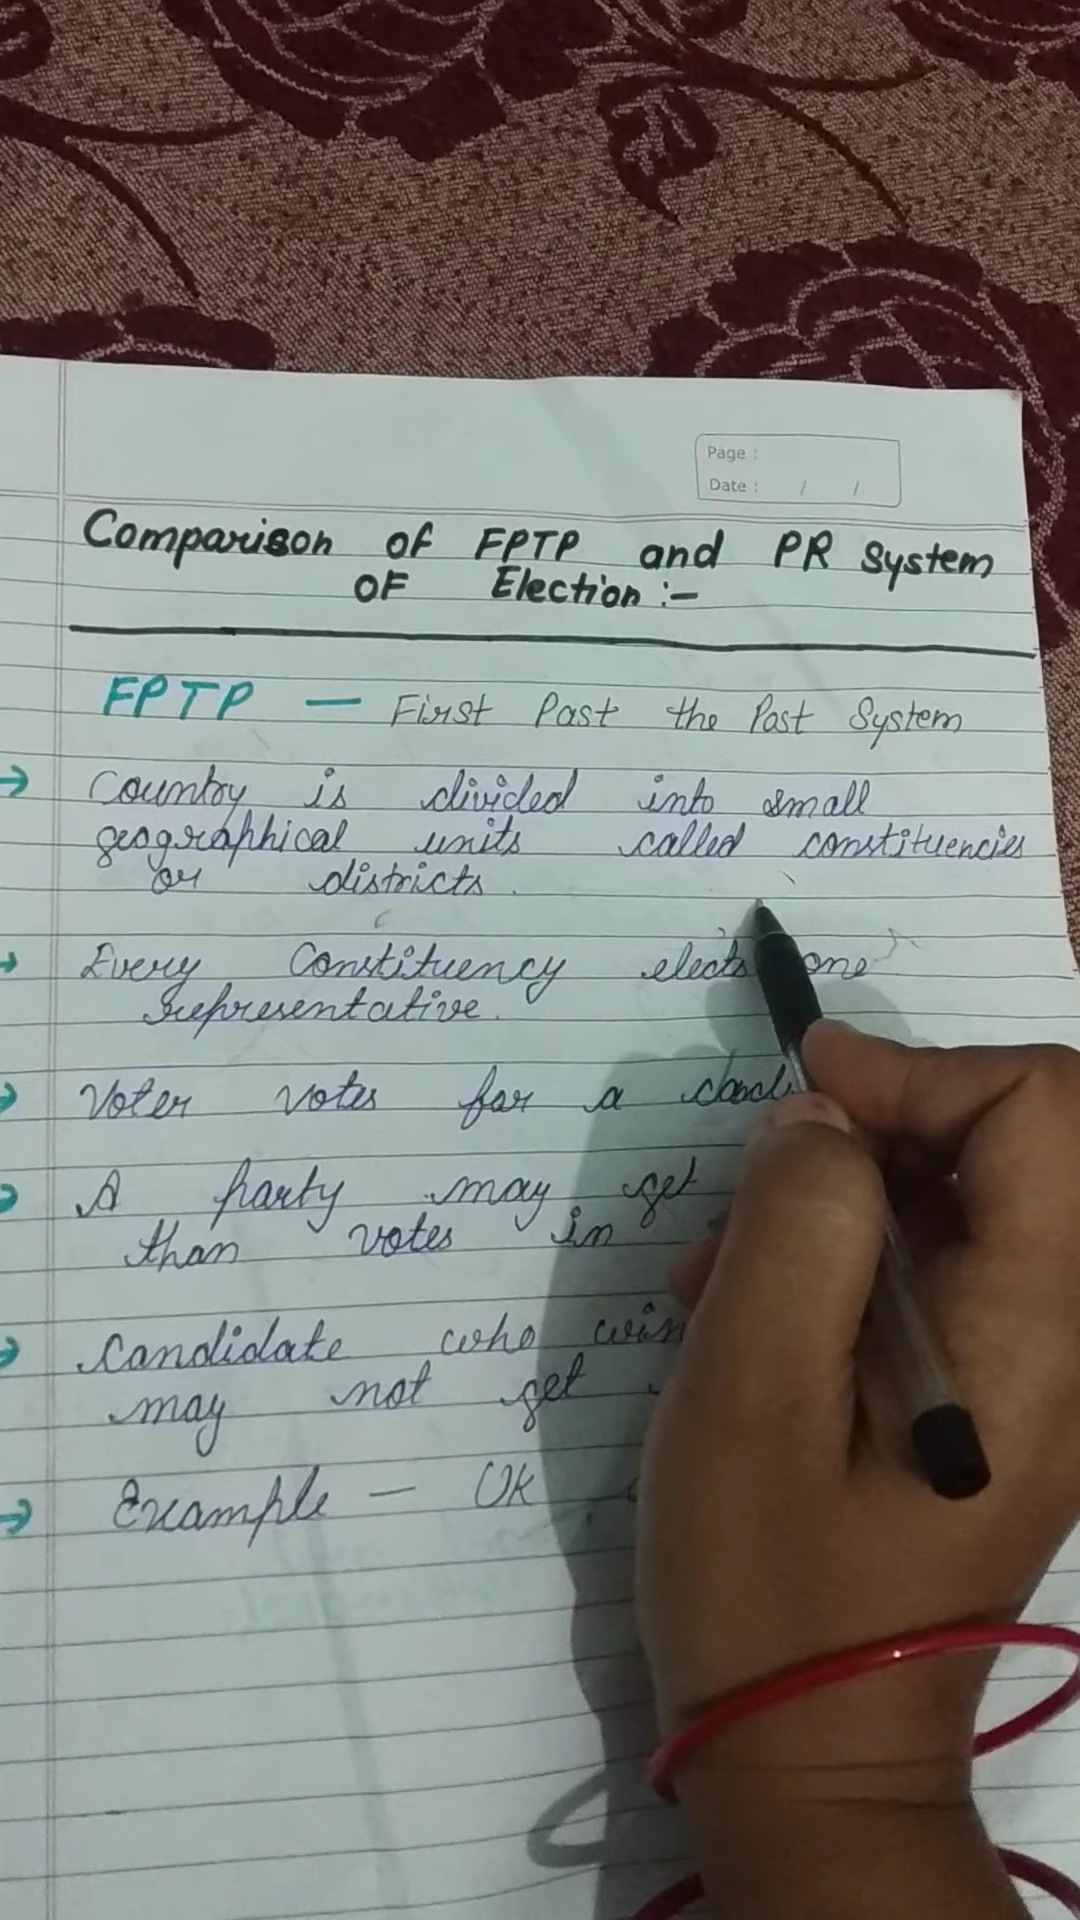 Page :
Date : / /
Comparison of FPTP and PR System
OF Election :-
FPTP — First Past the Post System
→ Country is divided into small
geographical units called constituencies
or districts.
→ Every Constituency elects one
representative.
→ Voter votes for a
→ A party may get
than votes in
→ Candidate who
may not get
→ Example — UK